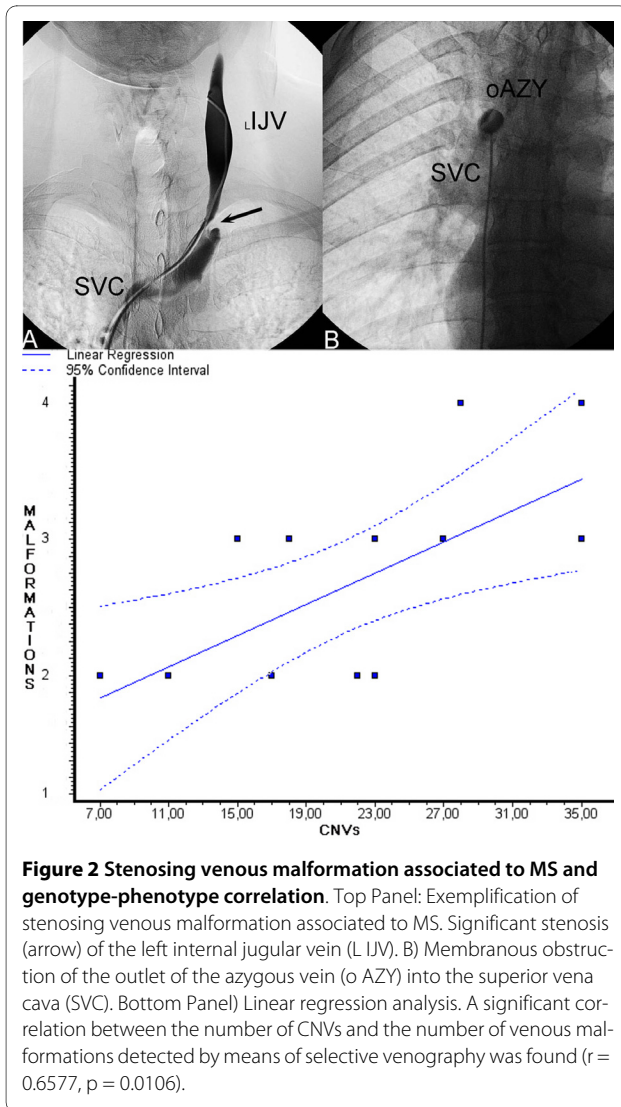 LIJV
SVC
A
oAZY
SVC
B
Linear Regression
95% Confidence Interval
MALFORMATIONS
4
3
2
1
7,00 11,00 15,00 19,00 23,00 27,00 31,00 35,00
CNVs
Figure 2 Stenosing venous malformation associated to MS and
genotype-phenotype correlation. Top Panel: Exemplification of
stenosing venous malformation associated to MS. Significant stenosis
(arrow) of the left internal jugular vein (L IJV). B) Membranous obstruc-
tion of the outlet of the azygous vein (o AZY) into the superior vena
cava (SVC). Bottom Panel) Linear regression analysis. A significant cor-
relation between the number of CNVs and the number of venous mal-
formations detected by means of selective venography was found (r =
0.6577, p = 0.0106).